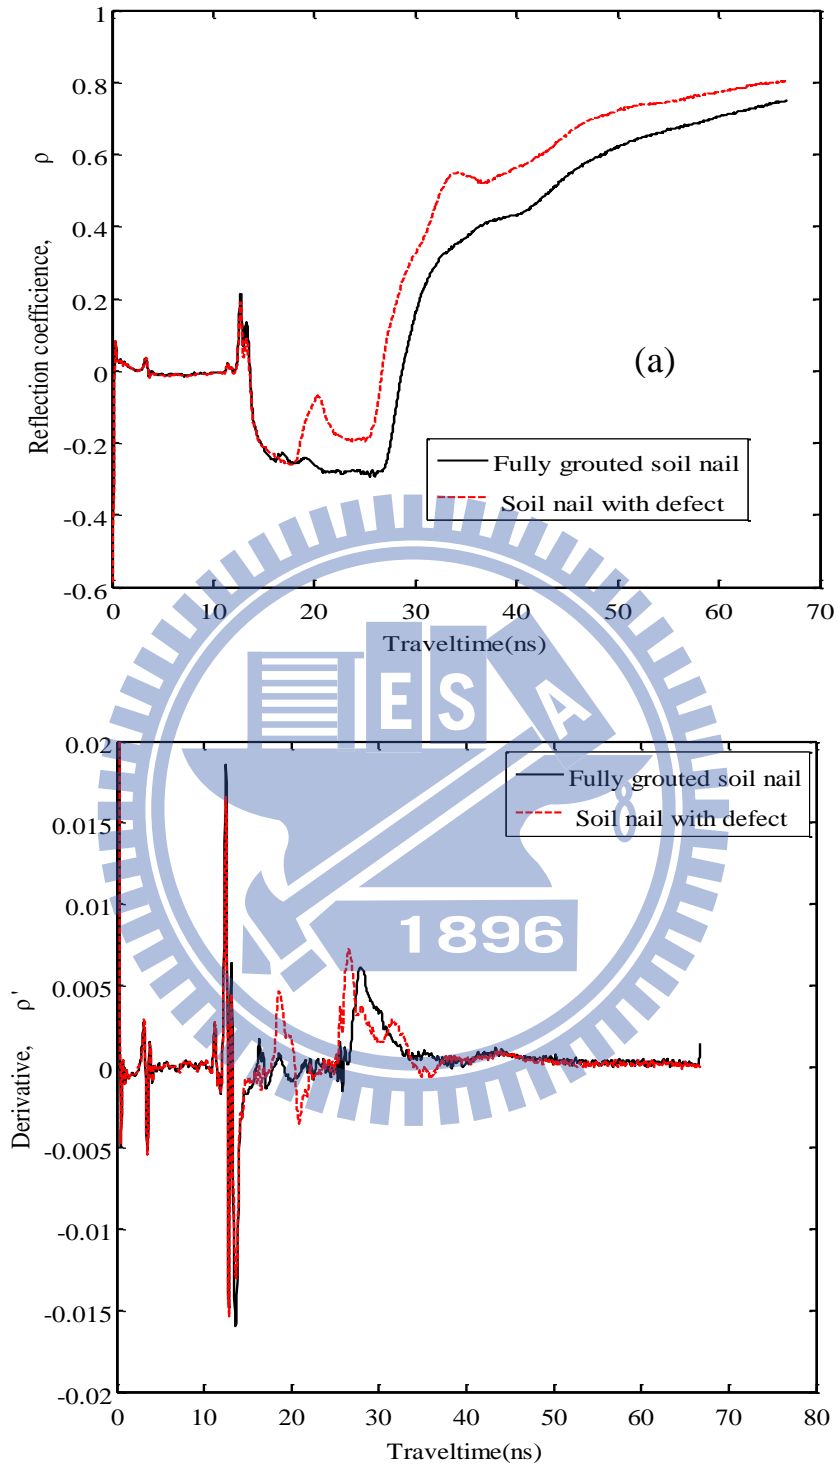 1
0.8
0.6
0.4
0.2
0
-0.2
-0.4
-0.6
Reflection coefficience, ρ
(a)
Fully grouted soil nail
Soil nail with defect
0 10 20 30 40 50 60 70
Traveltime(ns)
E S A
8
1896
0.02
0.015
0.01
0.005
0
-0.005
-0.01
-0.015
-0.02
Derivative, ρ'
Fully grouted soil nail
Soil nail with defect
0 10 20 30 40 50 60 70 80
Traveltime(ns)